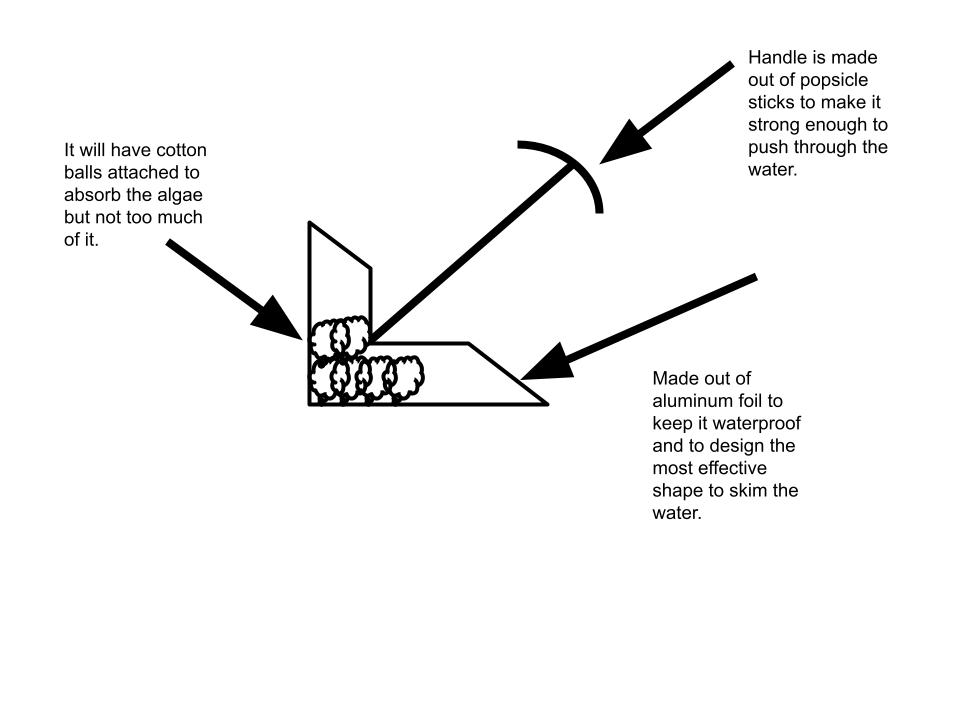 Handle is made
out of popsicle
sticks to make it
strong enough to
push through the
water.
It will have cotton
balls attached to
absorb the algae
but not too much
of it.
Made out of
aluminum foil to
keep it waterproof
and to design the
most effective
shape to skim the
water.